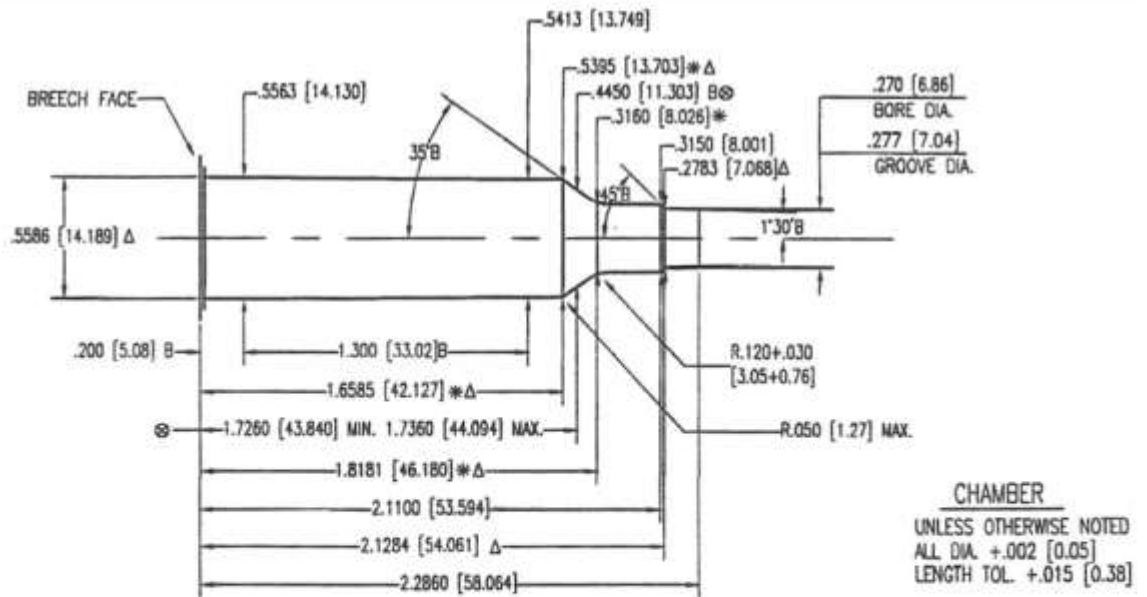 .5413 [13.749]
.5395 [13.703]*Δ
.4450 [11.303] B⊗
.3160 [8.026]*
.3150 [8.001]
.2783 [7.068]Δ
.270 [6.86]
BORE DIA.
.277 [7.04]
GROOVE DIA.
BREECH FACE
.5563 [14.130]
35°B
45°B
1°30'B
.5586 [14.189] Δ
.200 [5.08] B
1.300 [33.02]B
R.120+.030
[3.05+0.76]
1.6585 [42.127]*Δ
⊗ 1.7260 [43.840] MIN. 1.7360 [44.094] MAX.
R.050 [1.27] MAX.
1.8181 [46.180]*Δ
2.1100 [53.594]
2.1284 [54.061] Δ
2.2860 [58.064]
CHAMBER
UNLESS OTHERWISE NOTED
ALL DIA. +.002 [0.05]
LENGTH TOL. +.015 [0.38]